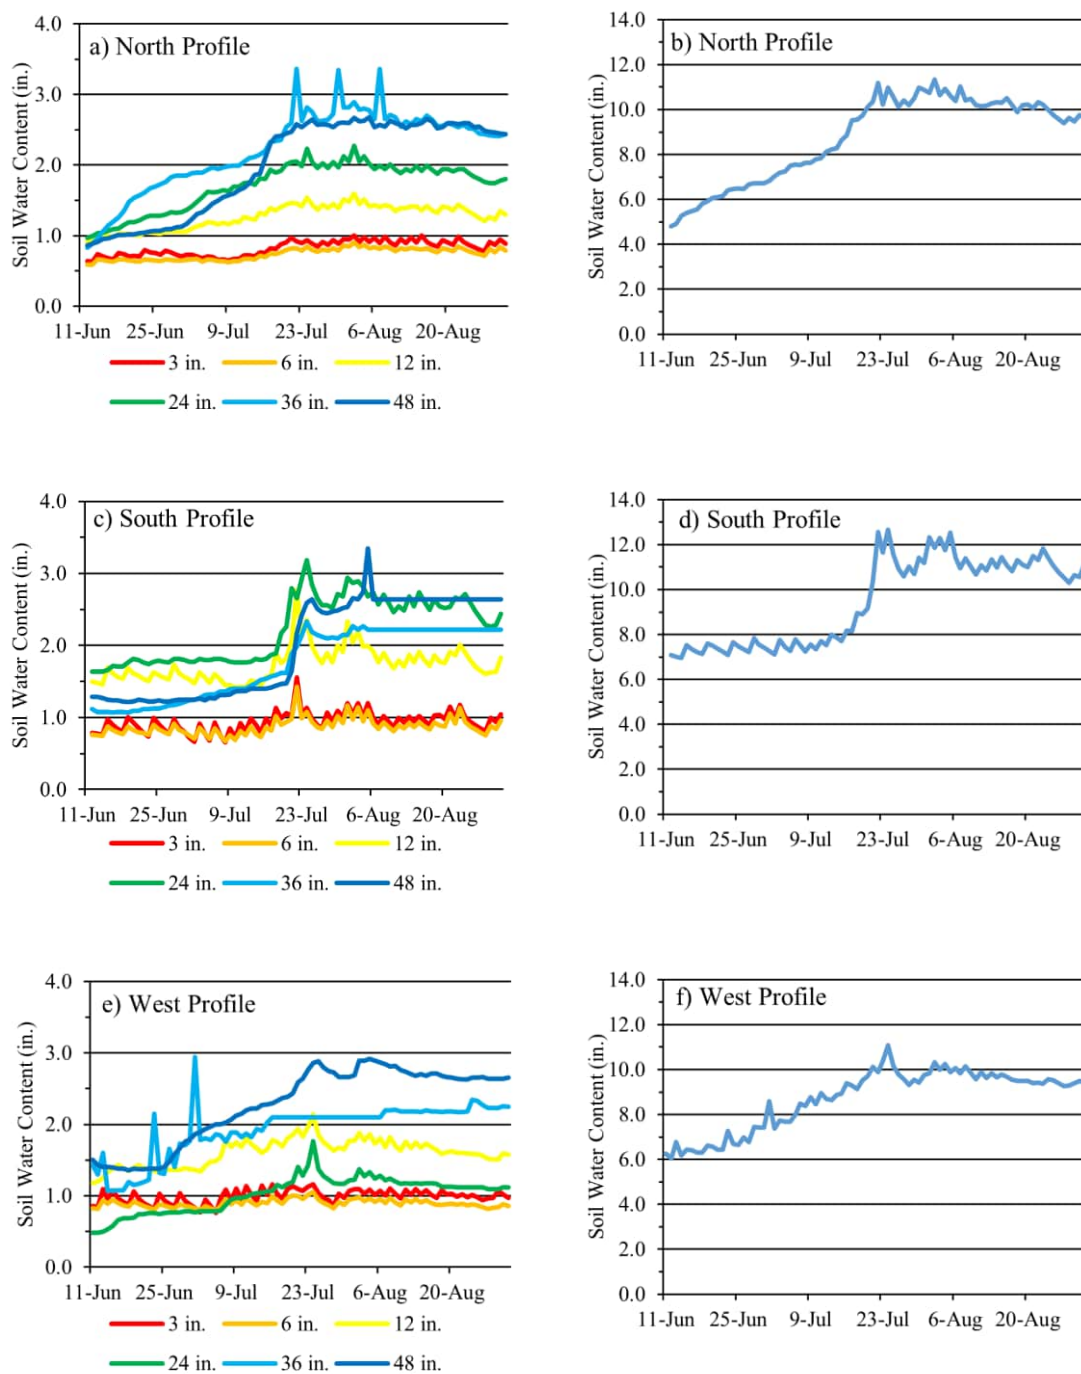 a) North Profile
Soil Water Content (in.)
4.0
3.0
2.0
1.0
0.0
11-Jun 25-Jun 9-Jul 23-Jul 6-Aug 20-Aug
3 in. 6 in. 12 in.
24 in. 36 in. 48 in.
b) North Profile
Soil Water Content (in.)
14.0
12.0
10.0
8.0
6.0
4.0
2.0
0.0
11-Jun 25-Jun 9-Jul 23-Jul 6-Aug 20-Aug
c) South Profile
Soil Water Content (in.)
4.0
3.0
2.0
1.0
0.0
11-Jun 25-Jun 9-Jul 23-Jul 6-Aug 20-Aug
3 in. 6 in. 12 in.
24 in. 36 in. 48 in.
d) South Profile
Soil Water Content (in.)
14.0
12.0
10.0
8.0
6.0
4.0
2.0
0.0
11-Jun 25-Jun 9-Jul 23-Jul 6-Aug 20-Aug
e) West Profile
Soil Water Content (in.)
4.0
3.0
2.0
1.0
0.0
11-Jun 25-Jun 9-Jul 23-Jul 6-Aug 20-Aug
3 in. 6 in. 12 in.
24 in. 36 in. 48 in.
f) West Profile
Soil Water Content (in.)
14.0
12.0
10.0
8.0
6.0
4.0
2.0
0.0
11-Jun 25-Jun 9-Jul 23-Jul 6-Aug 20-Aug